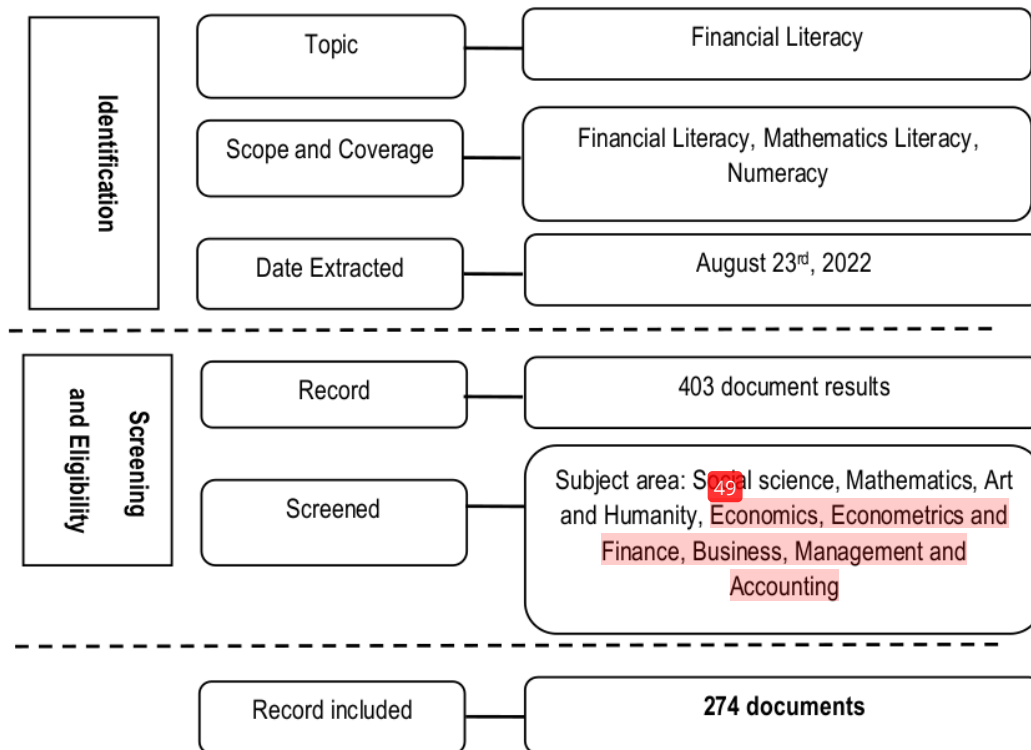 Identification
Topic
Financial Literacy
Scope and Coverage
Financial Literacy, Mathematics Literacy,
Numeracy
Date Extracted
August 23rd, 2022
Screening
and Eligibility
Record
403 document results
Screened
Subject area: Social science, Mathematics, Art
49
and Humanity, Economics, Econometrics and
Finance, Business, Management and
Accounting
Record included
274 documents